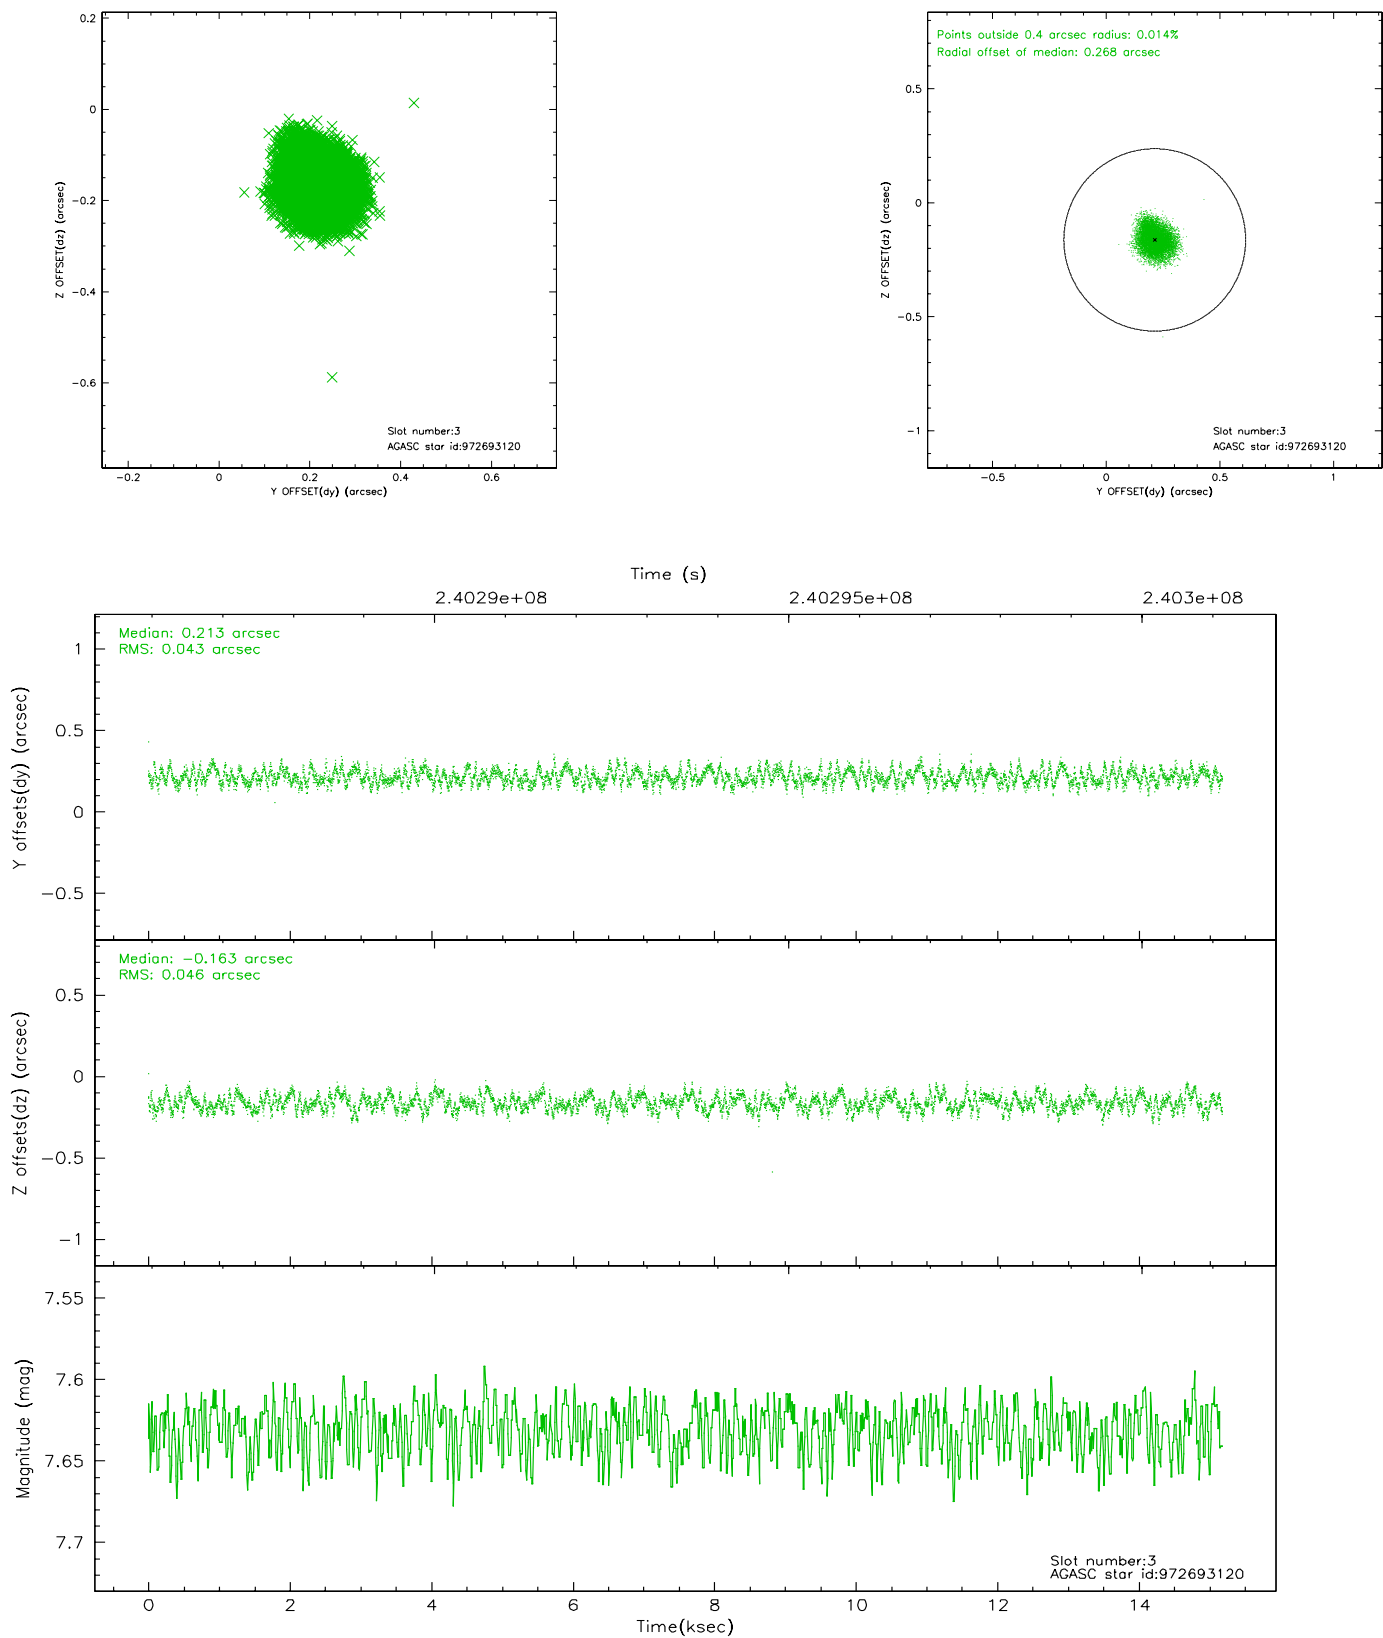 0.2
0
−0.2
−0.4
−0.6
Z OFFSET(dz) (arcsec)
Slot number:3
AGASC star id:972693120
−0.2 0 0.2 0.4 0.6
Y OFFSET(dy) (arcsec)
Points outside 0.4 arcsec radius: 0.014%
Radial offset of median: 0.268 arcsec
0.5
0
−0.5
−1
Z OFFSET(dz) (arcsec)
Slot number:3
AGASC star id:972693120
−0.5 0 0.5 1
Y OFFSET(dy) (arcsec)
Time (s)
2.4029e+08 2.40295e+08 2.403e+08
Median: 0.213 arcsec
RMS: 0.043 arcsec
1
0.5
0
−0.5
Y offsets(dy) (arcsec)
Median: −0.163 arcsec
RMS: 0.046 arcsec
0.5
0
−0.5
−1
Z offsets(dz) (arcsec)
7.55
7.6
7.65
7.7
Magnitude (mag)
Slot number:3
AGASC star id:972693120
0 2 4 6 8 10 12 14
Time(ksec)